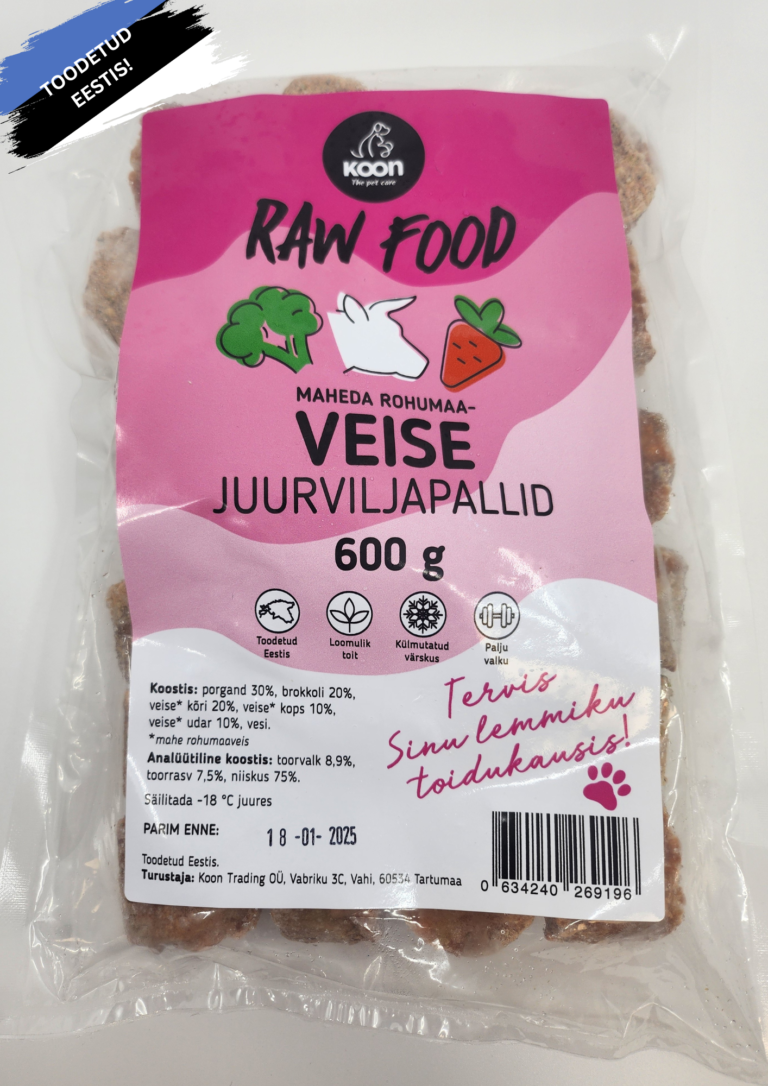 TOODETUD
EESTIS!
KOON
The pet care
RAW FOOD
MAHEDA ROHUMAA-
VEISE
JUURVILJAPALLID
600 g
Toodetud
Eestis
Loomulik
toit
Külmutatud
värskus
Palju
valku
Koostis: porgand 30%, brokkoli 20%,
veise* kõri 20%, veise* kops 10%,
veise* udar 10%, vesi.
*mahe rohumaaveis
Analüütiline koostis: toorvalk 8,9%,
toorrasv 7,5%, niiskus 75%.
Säilitada -18 °C juures
Tervis
Sinu lemmiku
toidukausis!
PARIM ENNE: 18 -01- 2025
Toodetud Eestis.
Turustaja: Koon Trading OÜ, Vabriku 3C, Vahi, 60534 Tartumaa
0 634240 269196